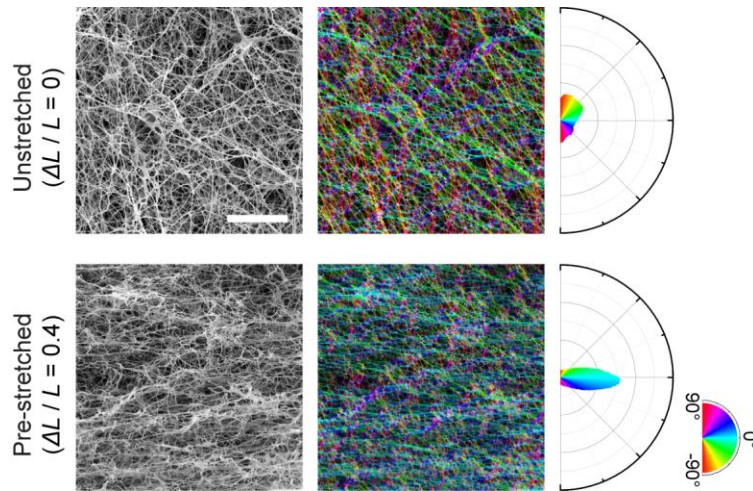 Unstretched
(ΔL / L = 0)
Pre-stretched
(ΔL / L = 0.4)
90°
0°
-90°